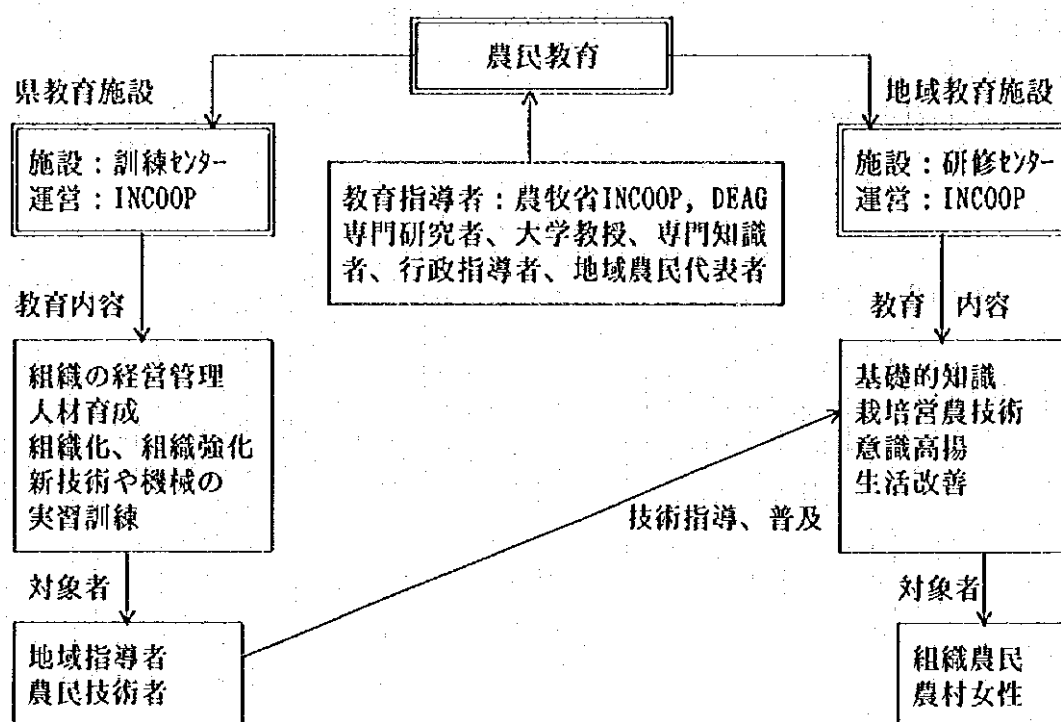 農民教育
県教育施設
地域教育施設
施設：訓練センター
運営：INCOOP
教育指導者：農牧省INCOOP, DEAG
専門研究者、大学教授、専門知識
者、行政指導者、地域農民代表者
施設：研修センター
運営：INCOOP
教育内容
教育 内容
組織の経営管理
人材育成
組織化、組織強化
新技術や機械の
実習訓練
基礎的知識
栽培営農技術
意識高揚
生活改善
技術指導、普及
対象者
対象者
地域指導者
農民技術者
組織農民
農村女性